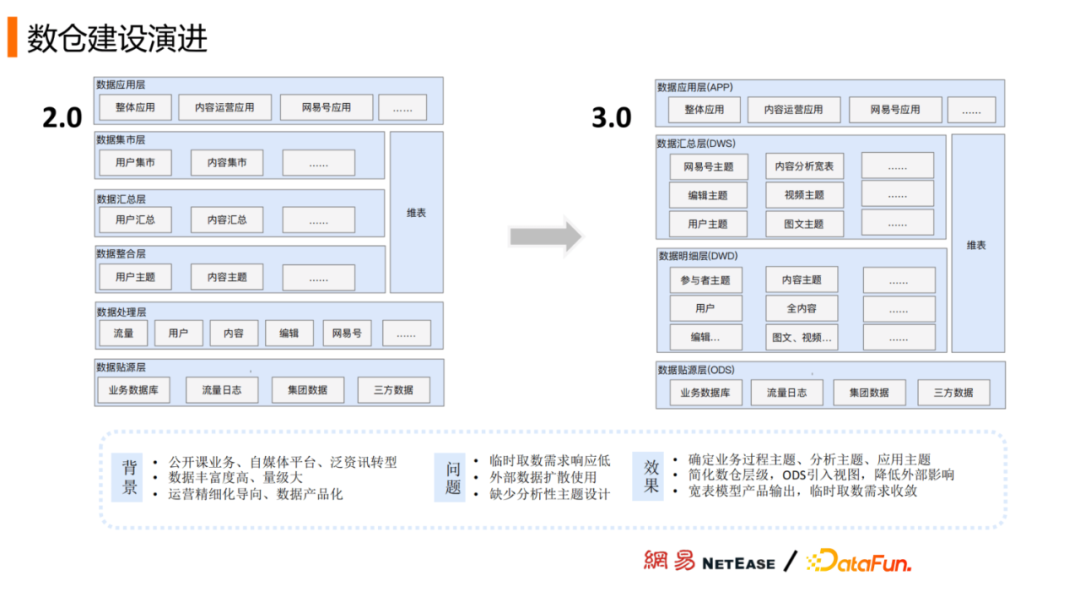 数仓建设演进
2.0
数据应用层
整体应用 内容运营应用 网易号应用 ……
数据集市层
用户集市 内容集市 ……
数据汇总层
用户汇总 内容汇总 ……
数据整合层
用户主题 内容主题 ……
维表
数据处理层
流量 用户 内容 编辑 网易号 ……
数据贴源层
业务数据库 流量日志 集团数据 三方数据
3.0
数据应用层(APP)
整体应用 内容运营应用 网易号应用 ……
数据汇总层(DWS)
网易号主题 内容分析宽表 ……
编辑主题 视频主题 ……
用户主题 图文主题 ……
数据明细层(DWD)
参与者主题 内容主题 ……
用户 全内容 ……
编辑... 图文、视频... ……
维表
数据贴源层(ODS)
业务数据库 流量日志 集团数据 三方数据
背景
• 公开课业务、自媒体平台、泛资讯转型
• 数据丰富度高、量级大
• 运营精细化导向、数据产品化
问题
• 临时取数需求响应低
• 外部数据扩散使用
• 缺少分析性主题设计
效果
• 确定业务过程主题、分析主题、应用主题
• 简化数仓层级，ODS引入视图，降低外部影响
• 宽表模型产品输出，临时取数需求收敛
網易 NETEASE / DataFun.